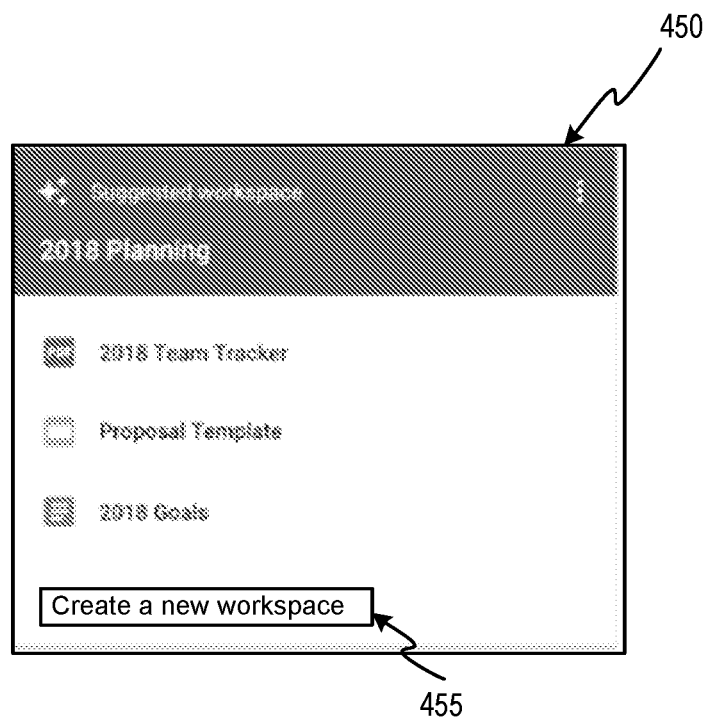 450
Suggested workspace
2018 Planning
2018 Team Tracker
Proposal Template
2018 Goals
Create a new workspace
455